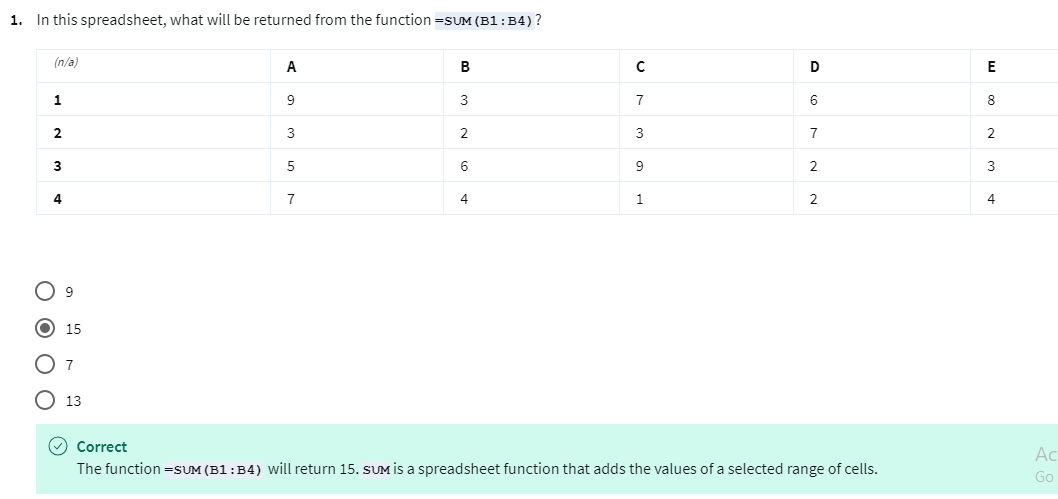 1. In this spreadsheet, what will be returned from the function =SUM(B1:B4)?
(n/a) A B C D E
1 9 3 7 6 8
2 3 2 3 7 2
3 5 6 9 2 3
4 7 4 1 2 4
9
15
7
13
Correct
The function =SUM(B1:B4) will return 15. SUM is a spreadsheet function that adds the values of a selected range of cells.
Ac
Go